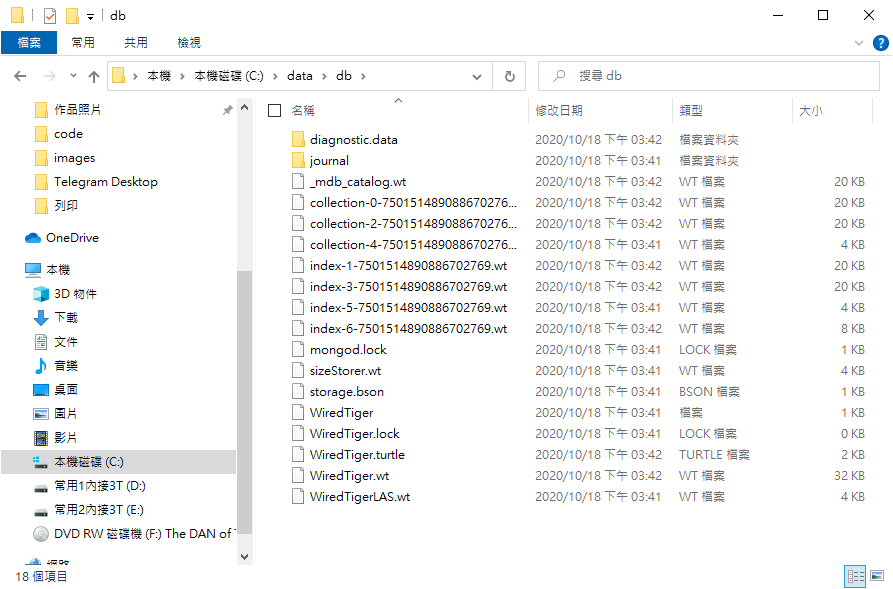 db
檔案 常用 共用 檢視
本機 本機磁碟 (C:) data db 搜尋 db
作品照片
code
images
Telegram Desktop
列印
OneDrive
本機
3D 物件
下載
文件
音樂
桌面
圖片
影片
本機磁碟 (C:)
常用1內接3T (D:)
常用2內接3T (E:)
DVD RW 磁碟機 (F:) The DAN of
網路
名稱 修改日期 類型 大小
diagnostic.data 2020/10/18 下午 03:42 檔案資料夾
journal 2020/10/18 下午 03:41 檔案資料夾
_mdb_catalog.wt 2020/10/18 下午 03:42 WT 檔案 20 KB
collection-0-750151489088670276... 2020/10/18 下午 03:42 WT 檔案 20 KB
collection-2-750151489088670276... 2020/10/18 下午 03:42 WT 檔案 20 KB
collection-4-750151489088670276... 2020/10/18 下午 03:41 WT 檔案 4 KB
index-1-7501514890886702769.wt 2020/10/18 下午 03:42 WT 檔案 20 KB
index-3-7501514890886702769.wt 2020/10/18 下午 03:42 WT 檔案 20 KB
index-5-7501514890886702769.wt 2020/10/18 下午 03:41 WT 檔案 4 KB
index-6-7501514890886702769.wt 2020/10/18 下午 03:42 WT 檔案 8 KB
mongod.lock 2020/10/18 下午 03:41 LOCK 檔案 1 KB
sizeStorer.wt 2020/10/18 下午 03:41 WT 檔案 4 KB
storage.bson 2020/10/18 下午 03:41 BSON 檔案 1 KB
WiredTiger 2020/10/18 下午 03:41 檔案 1 KB
WiredTiger.lock 2020/10/18 下午 03:41 LOCK 檔案 0 KB
WiredTiger.turtle 2020/10/18 下午 03:42 TURTLE 檔案 2 KB
WiredTiger.wt 2020/10/18 下午 03:42 WT 檔案 32 KB
WiredTigerLAS.wt 2020/10/18 下午 03:41 WT 檔案 4 KB
18 個項目